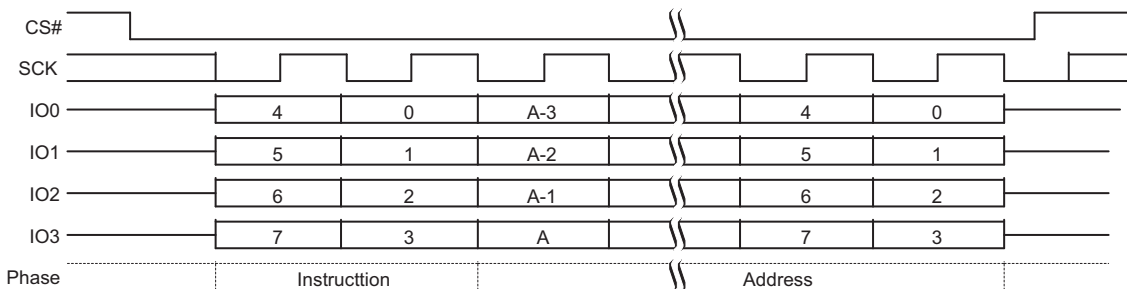 CS#
SCK
IO0 4 0 A-3 4 0
IO1 5 1 A-2 5 1
IO2 6 2 A-1 6 2
IO3 7 3 A 7 3
Phase Instructtion Address